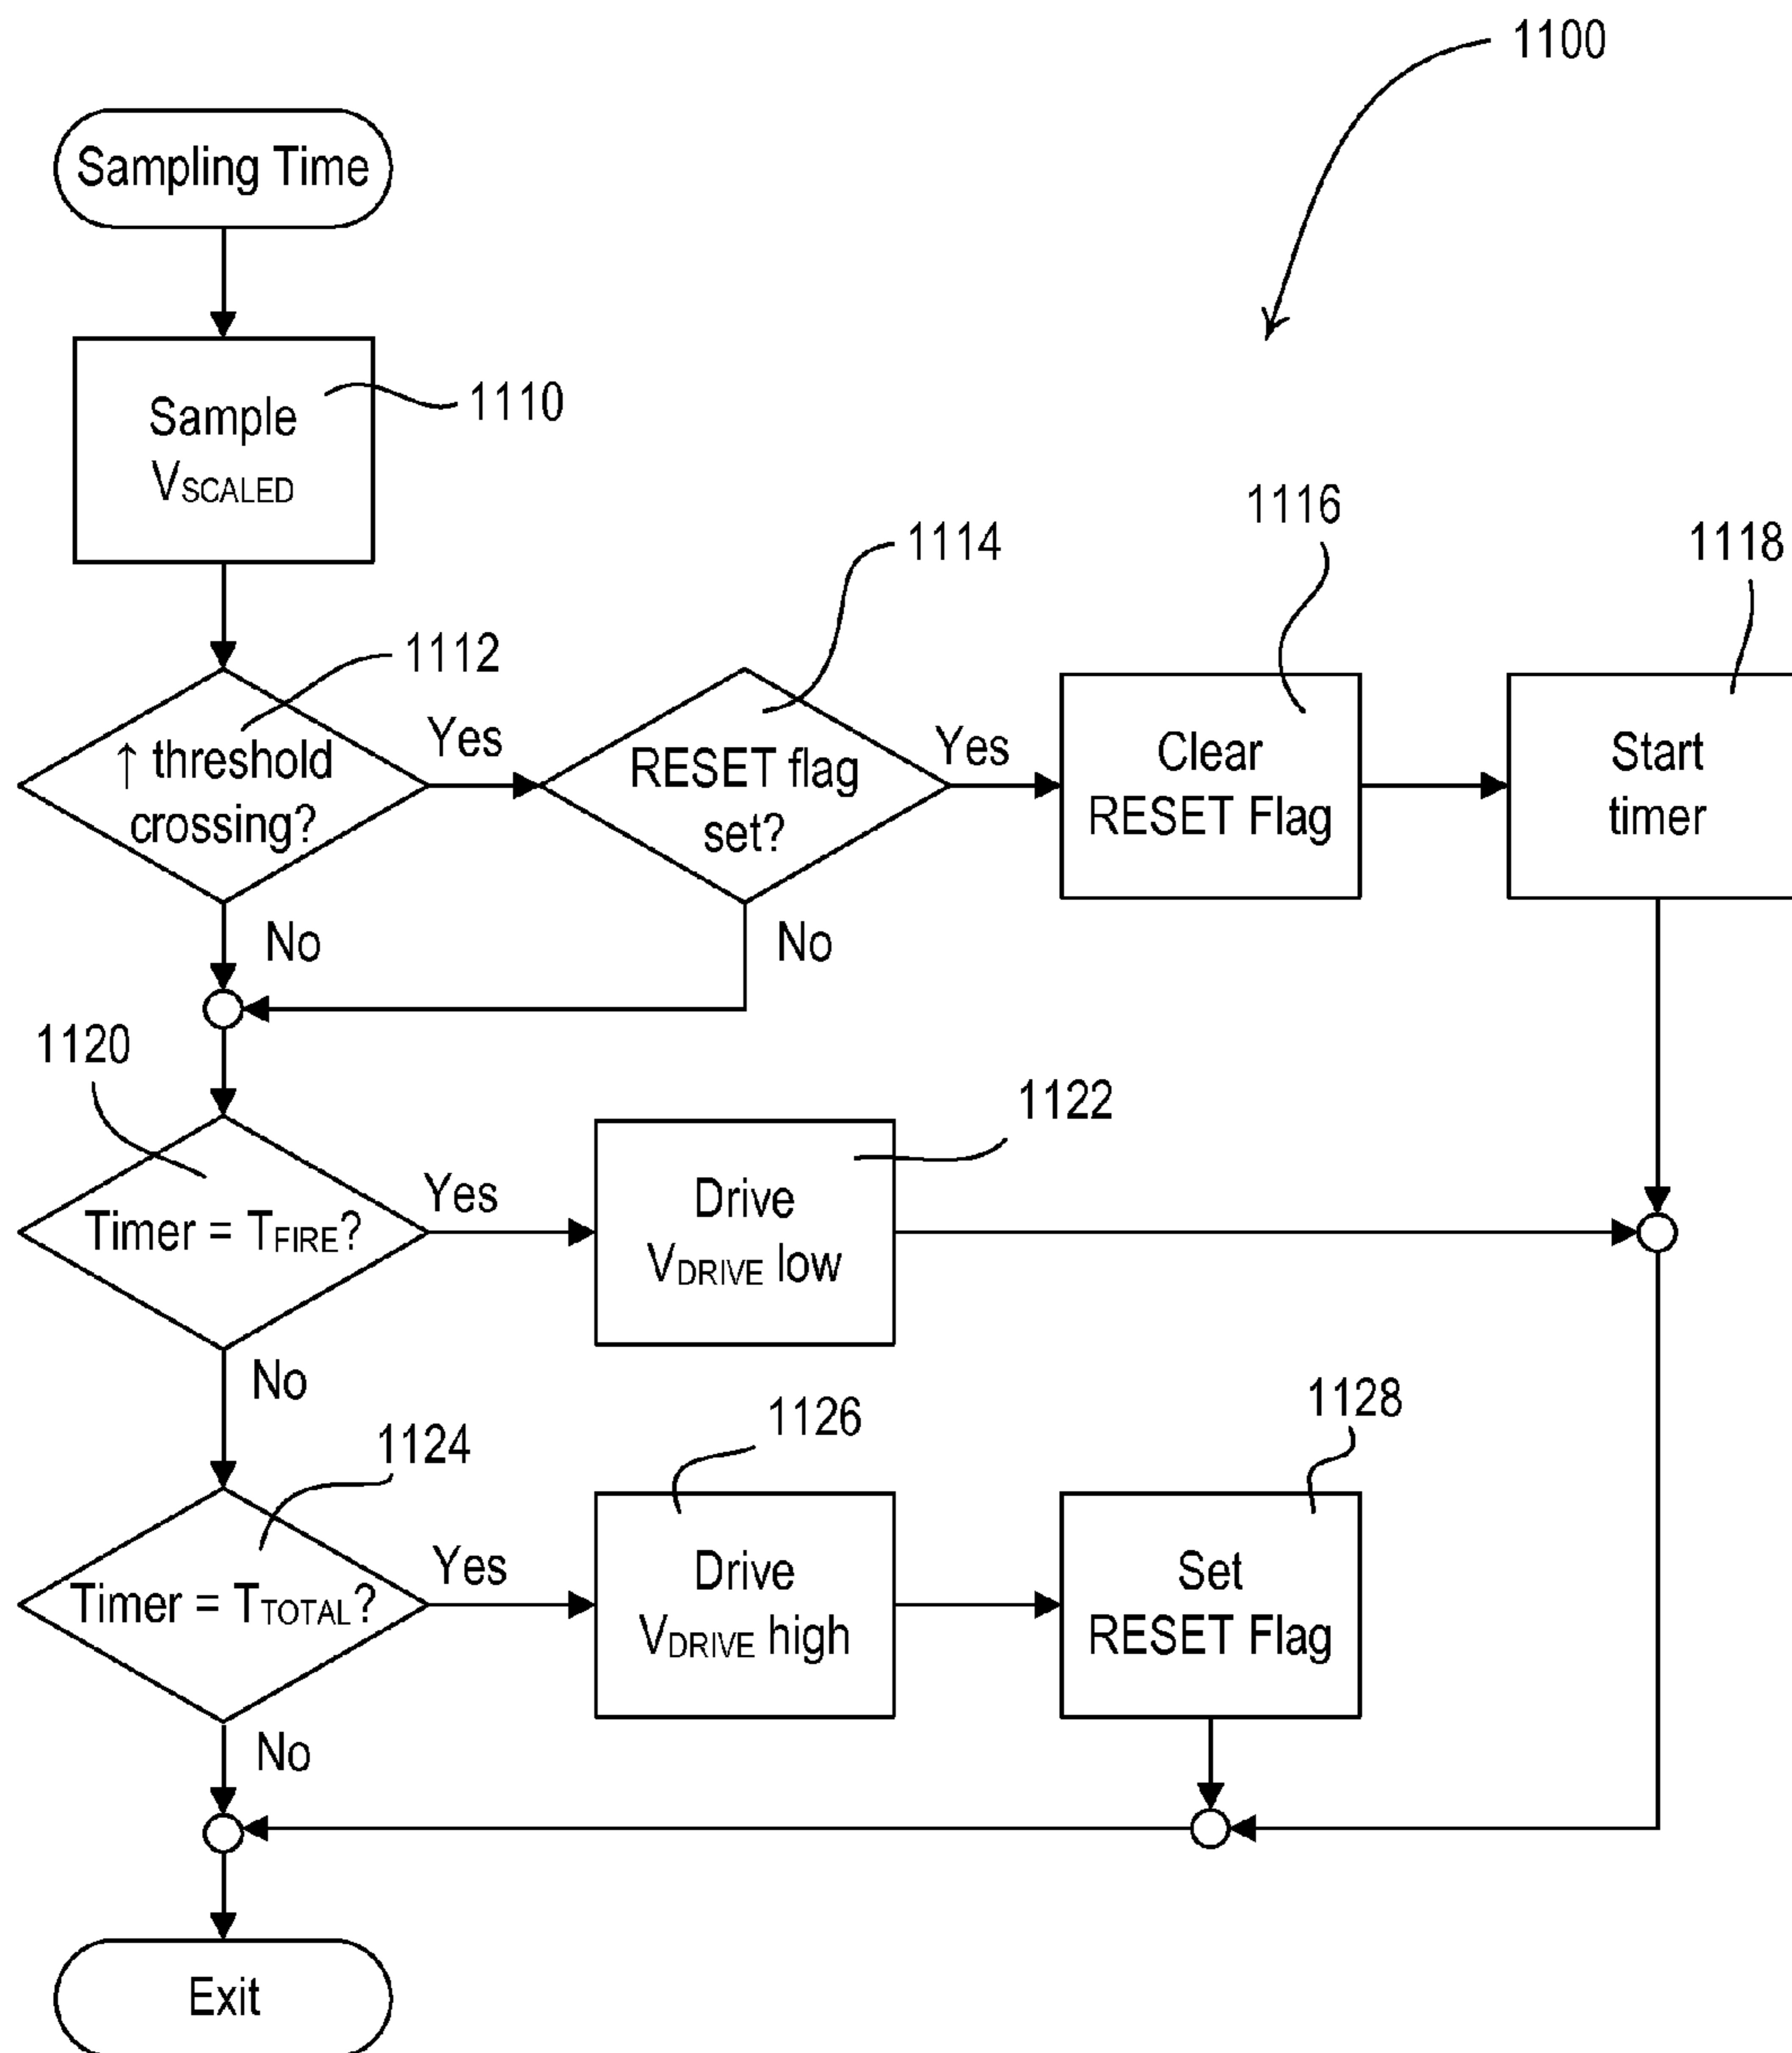 1100
Sampling Time
Sample
VSCALED
1110
1112
↑ threshold
crossing?
Yes
No
1114
RESET flag
set?
Yes
No
1116
Clear
RESET Flag
1118
Start
timer
1120
Timer = TFIRE?
Yes
No
1122
Drive
VDRIVE low
1124
Timer = TTOTAL?
Yes
No
1126
Drive
VDRIVE high
1128
Set
RESET Flag
Exit